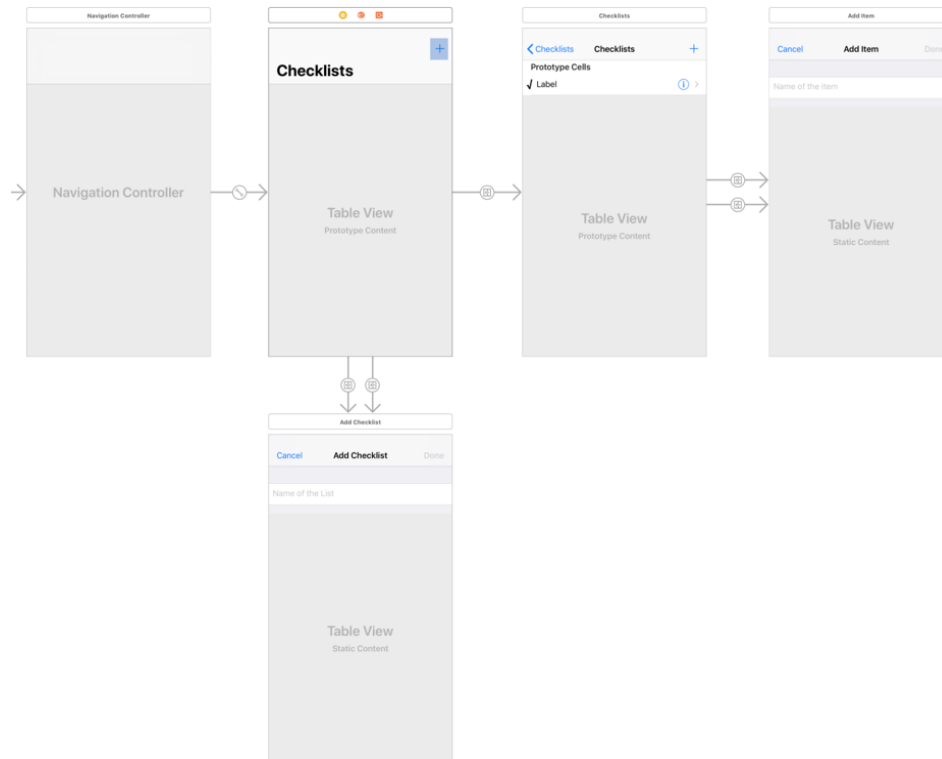 Navigation Controller
Navigation Controller
Checklists
Table View
Prototype Content
Checklists
Checklists Checklists
Prototype Cells
√ Label
Table View
Prototype Content
Add Item
Cancel Add Item Done
Name of the Item
Table View
Static Content
Add Checklist
Cancel Add Checklist Done
Name of the List
Table View
Static Content